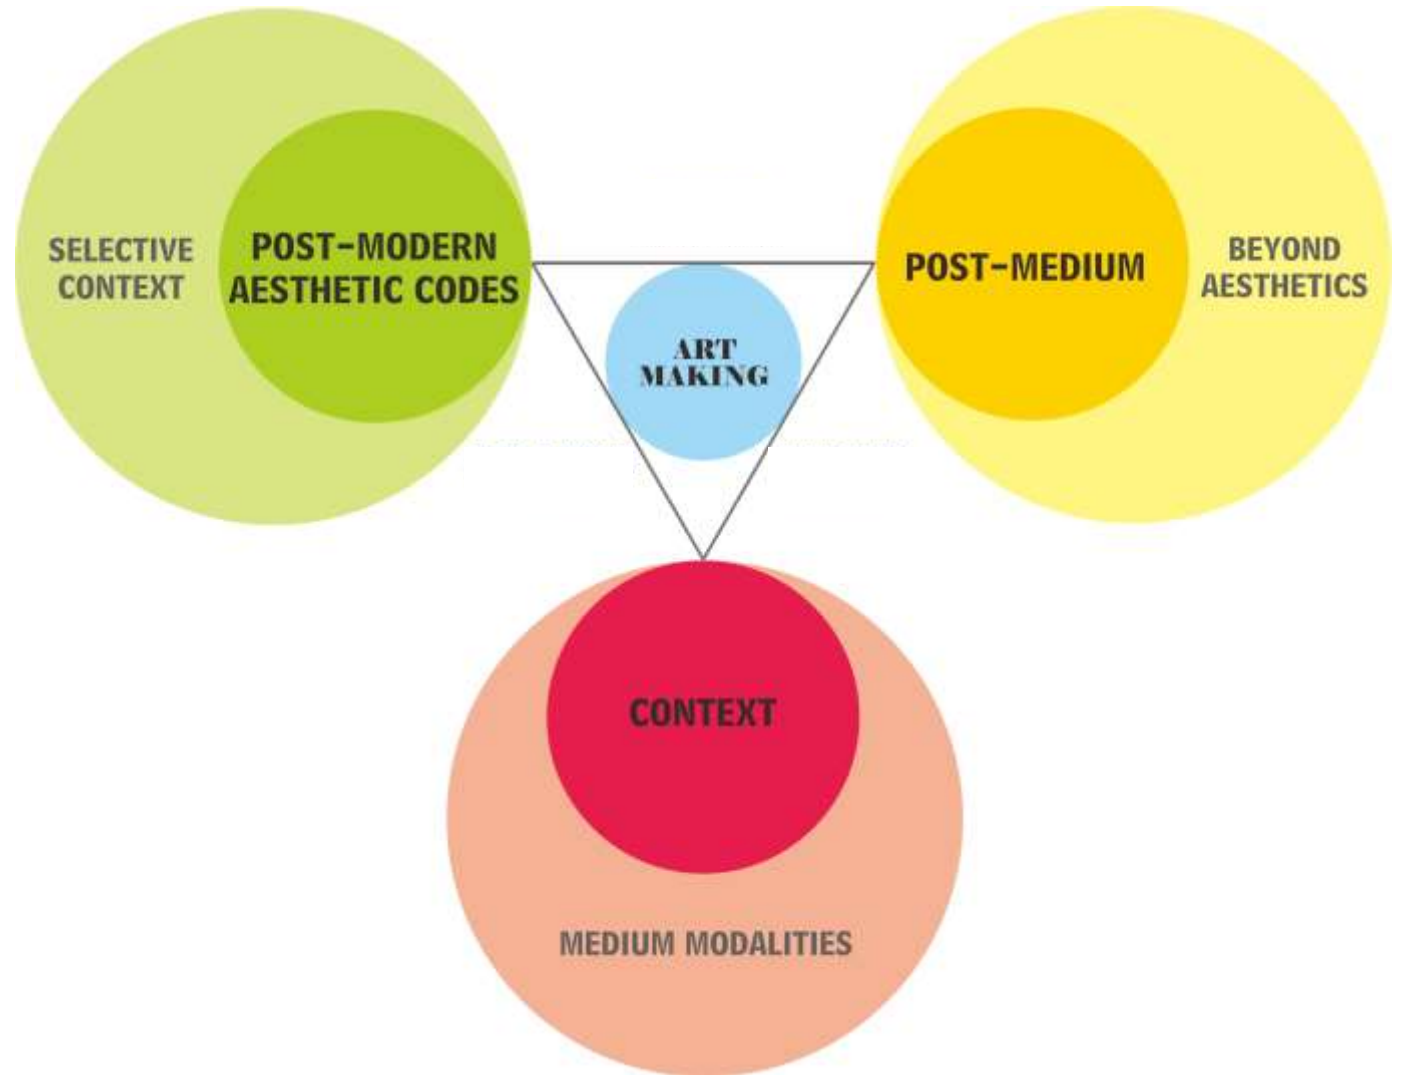 SELECTIVE
CONTEXT
POST-MODERN
AESTHETIC CODES
ART
MAKING
POST-MEDIUM
BEYOND
AESTHETICS
CONTEXT
MEDIUM MODALITIES